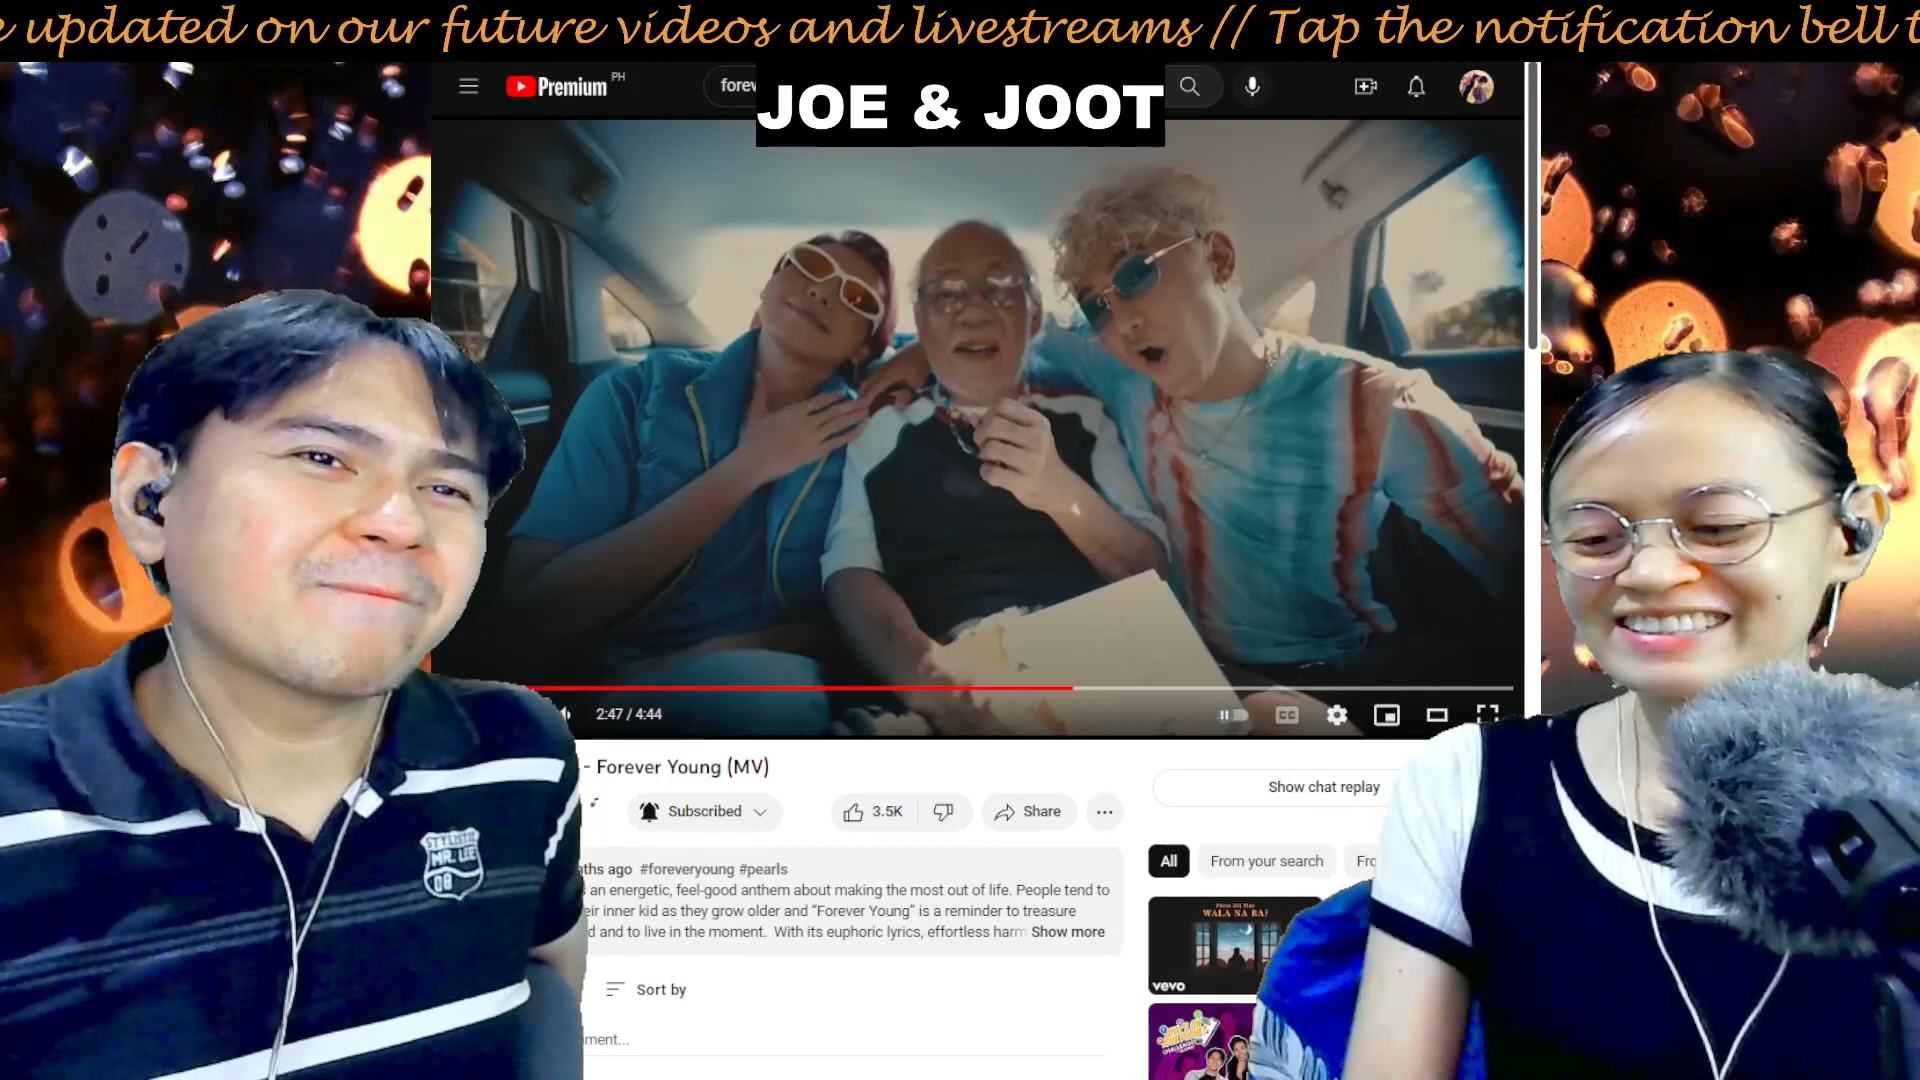 e updated on our future videos and livestreams // Tap the notification bell t
Premium PH
forev
JOE & JOOT
2:47 / 4:44
CC
- Forever Young (MV)
Subscribed
3.5K
Share
Show chat replay
All
From your search
Fro
nths ago #foreveryoung #pearls
an energetic, feel-good anthem about making the most out of life. People tend to
eir inner kid as they grow older and "Forever Young" is a reminder to treasure
d and to live in the moment. With its euphoric lyrics, effortless harm Show more
WALA NA BA?
vevo
Sort by
ment...
STYLISTIC
MR. LEE
08